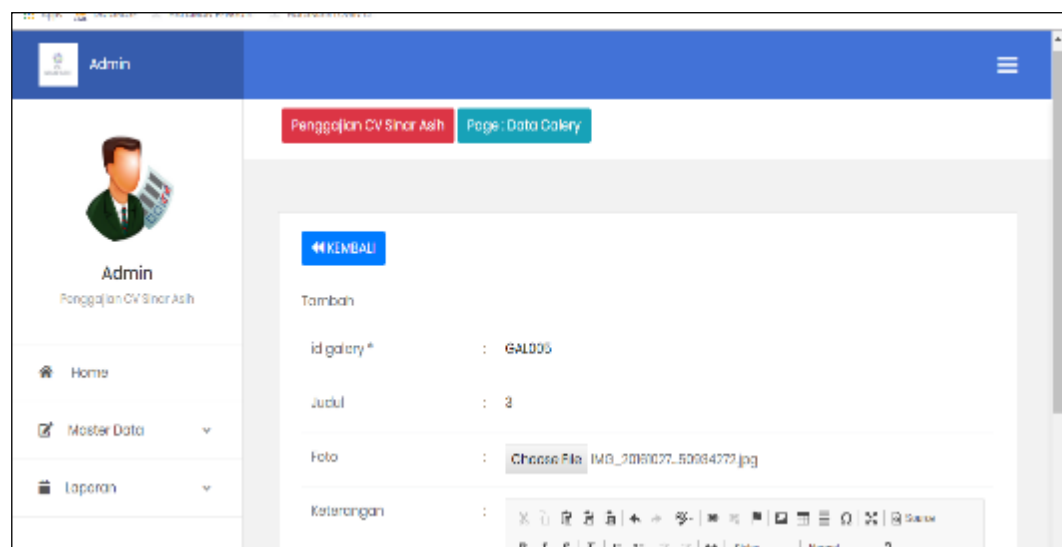 Admin
Penggajian CV Sinar Asih
Page : Data Galery
KEMBALI
Admin
Penggajian CV Sinar Asih
Tambah
id galery * : GAL005
Home
Judul : 3
Master Data
Foto : Choose File IMG_20161027_50934272.jpg
Laporan
Keterangan :
Source